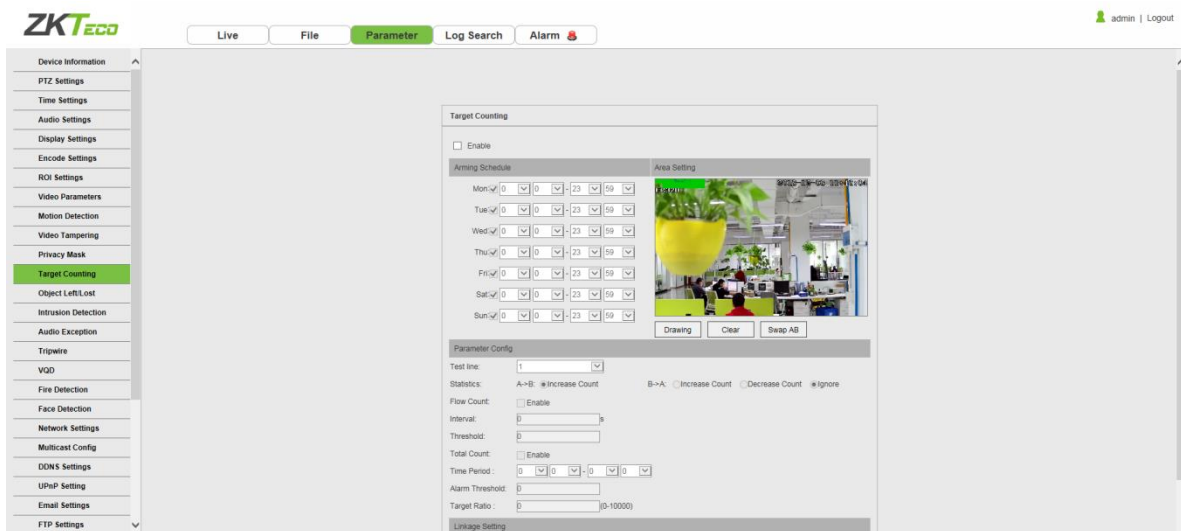 ZKTECO
admin | Logout
Live File Parameter Log Search Alarm
Device Information
PTZ Settings
Time Settings
Audio Settings
Display Settings
Encode Settings
ROI Settings
Video Parameters
Motion Detection
Video Tampering
Privacy Mask
Target Counting
Object Left/Lost
Intrusion Detection
Audio Exception
Tripwire
VQD
Fire Detection
Face Detection
Network Settings
Multicast Config
DDNS Settings
UPnP Setting
Email Settings
FTP Settings
Target Counting
Enable
Arming Schedule
Mon: 0 0 - 23 59
Tue: 0 0 - 23 59
Wed: 0 0 - 23 59
Thu: 0 0 - 23 59
Fri: 0 0 - 23 59
Sat: 0 0 - 23 59
Sun: 0 0 - 23 59
Area Setting
Drawing Clear Swap AB
Parameter Config
Test line: 1
Statistics: A->B: Increase Count B->A: Increase Count Decrease Count Ignore
Flow Count: Enable
Interval: 0 s
Threshold: 0
Total Count: Enable
Time Period : 0 0 - 0 0
Alarm Threshold: 0
Target Ratio : 0 (0-10000)
Linkage Setting